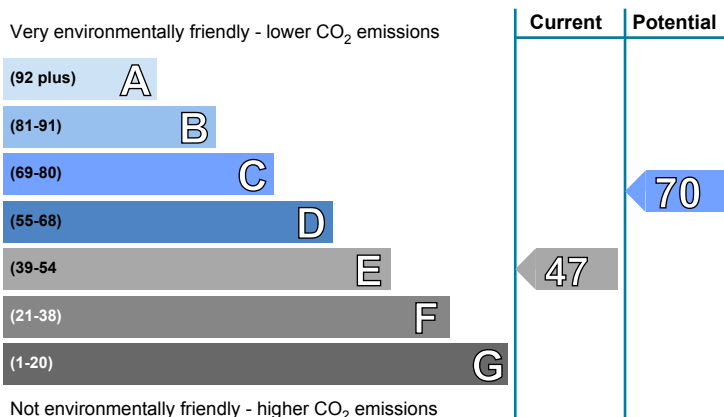 Current Potential
Very environmentally friendly - lower CO2 emissions
(92 plus) A
(81-91) B
(69-80) C
70
(55-68) D
(39-54 E
47
(21-38) F
(1-20) G
Not environmentally friendly - higher CO2 emissions